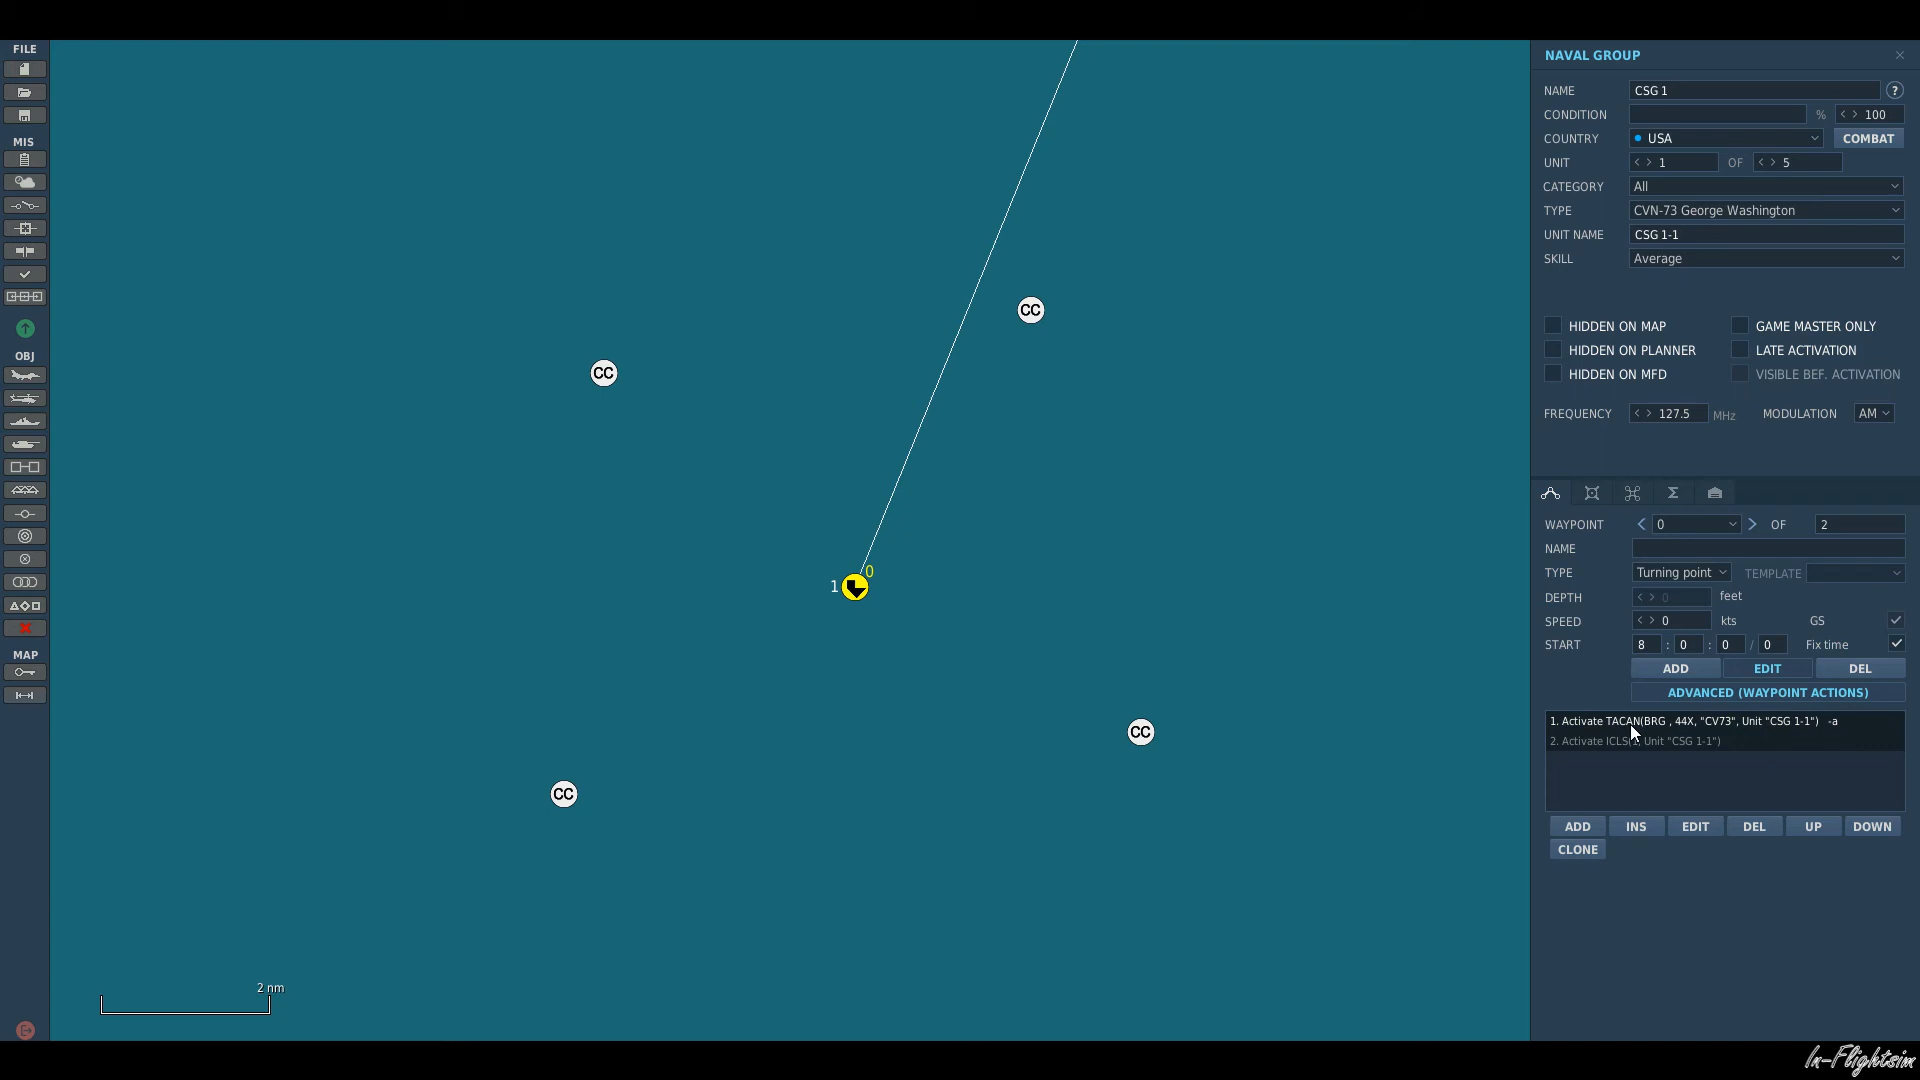 FILE
MIS
OBJ
MAP
CC
CC
0
1
CC
CC
2 nm
NAVAL GROUP
NAME CSG 1 ?
CONDITION % < > 100
COUNTRY USA COMBAT
UNIT < > 1 OF < > 5
CATEGORY All
TYPE CVN-73 George Washington
UNIT NAME CSG 1-1
SKILL Average
HIDDEN ON MAP GAME MASTER ONLY
HIDDEN ON PLANNER LATE ACTIVATION
HIDDEN ON MFD VISIBLE BEF. ACTIVATION
FREQUENCY < > 127.5 MHz MODULATION AM
WAYPOINT < 0 > OF 2
NAME
TYPE Turning point TEMPLATE
DEPTH < > 0 feet
SPEED < > 0 kts GS
START 8 : 0 : 0 / 0 Fix time
ADD EDIT DEL
ADVANCED (WAYPOINT ACTIONS)
1. Activate TACAN(BRG , 44X, "CV73", Unit "CSG 1-1") -a
2. Activate ICLS(1, Unit "CSG 1-1")
ADD INS EDIT DEL UP DOWN
CLONE
In-Flightsim